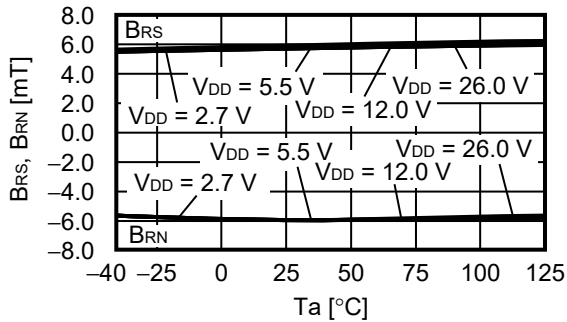 8.0
BRS
6.0
4.0
VDD = 5.5 V
VDD = 26.0 V
VDD = 2.7 V
VDD = 12.0 V
2.0
0.0
VDD = 5.5 V
VDD = 26.0 V
−2.0
VDD = 2.7 V
VDD = 12.0 V
−4.0
−6.0
BRN
−8.0
BRS, BRN [mT]
−40 −25 0 25 50 75 100 125
Ta [°C]